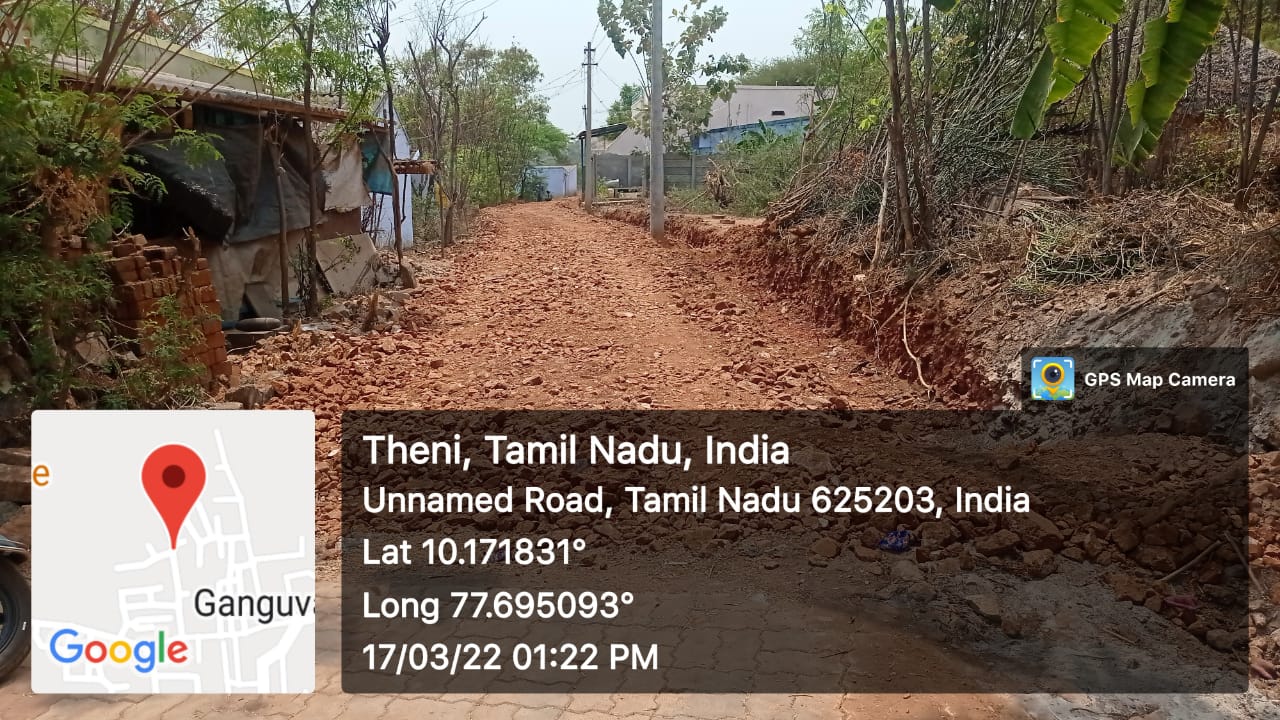 GPS Map Camera
Theni, Tamil Nadu, India
Unnamed Road, Tamil Nadu 625203, India
Lat 10.171831°
Long 77.695093°
17/03/22 01:22 PM
e
Ganguva
Google